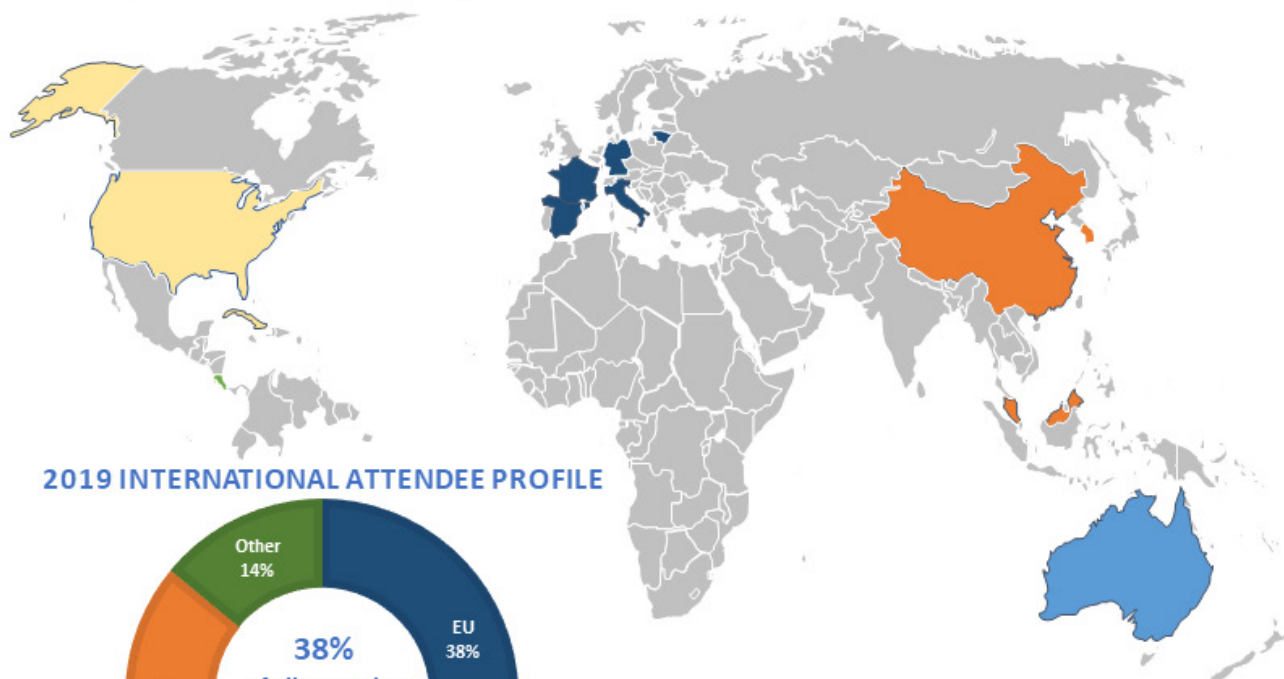 2019 INTERNATIONAL ATTENDEE PROFILE
Other
14%
EU
38%
38%